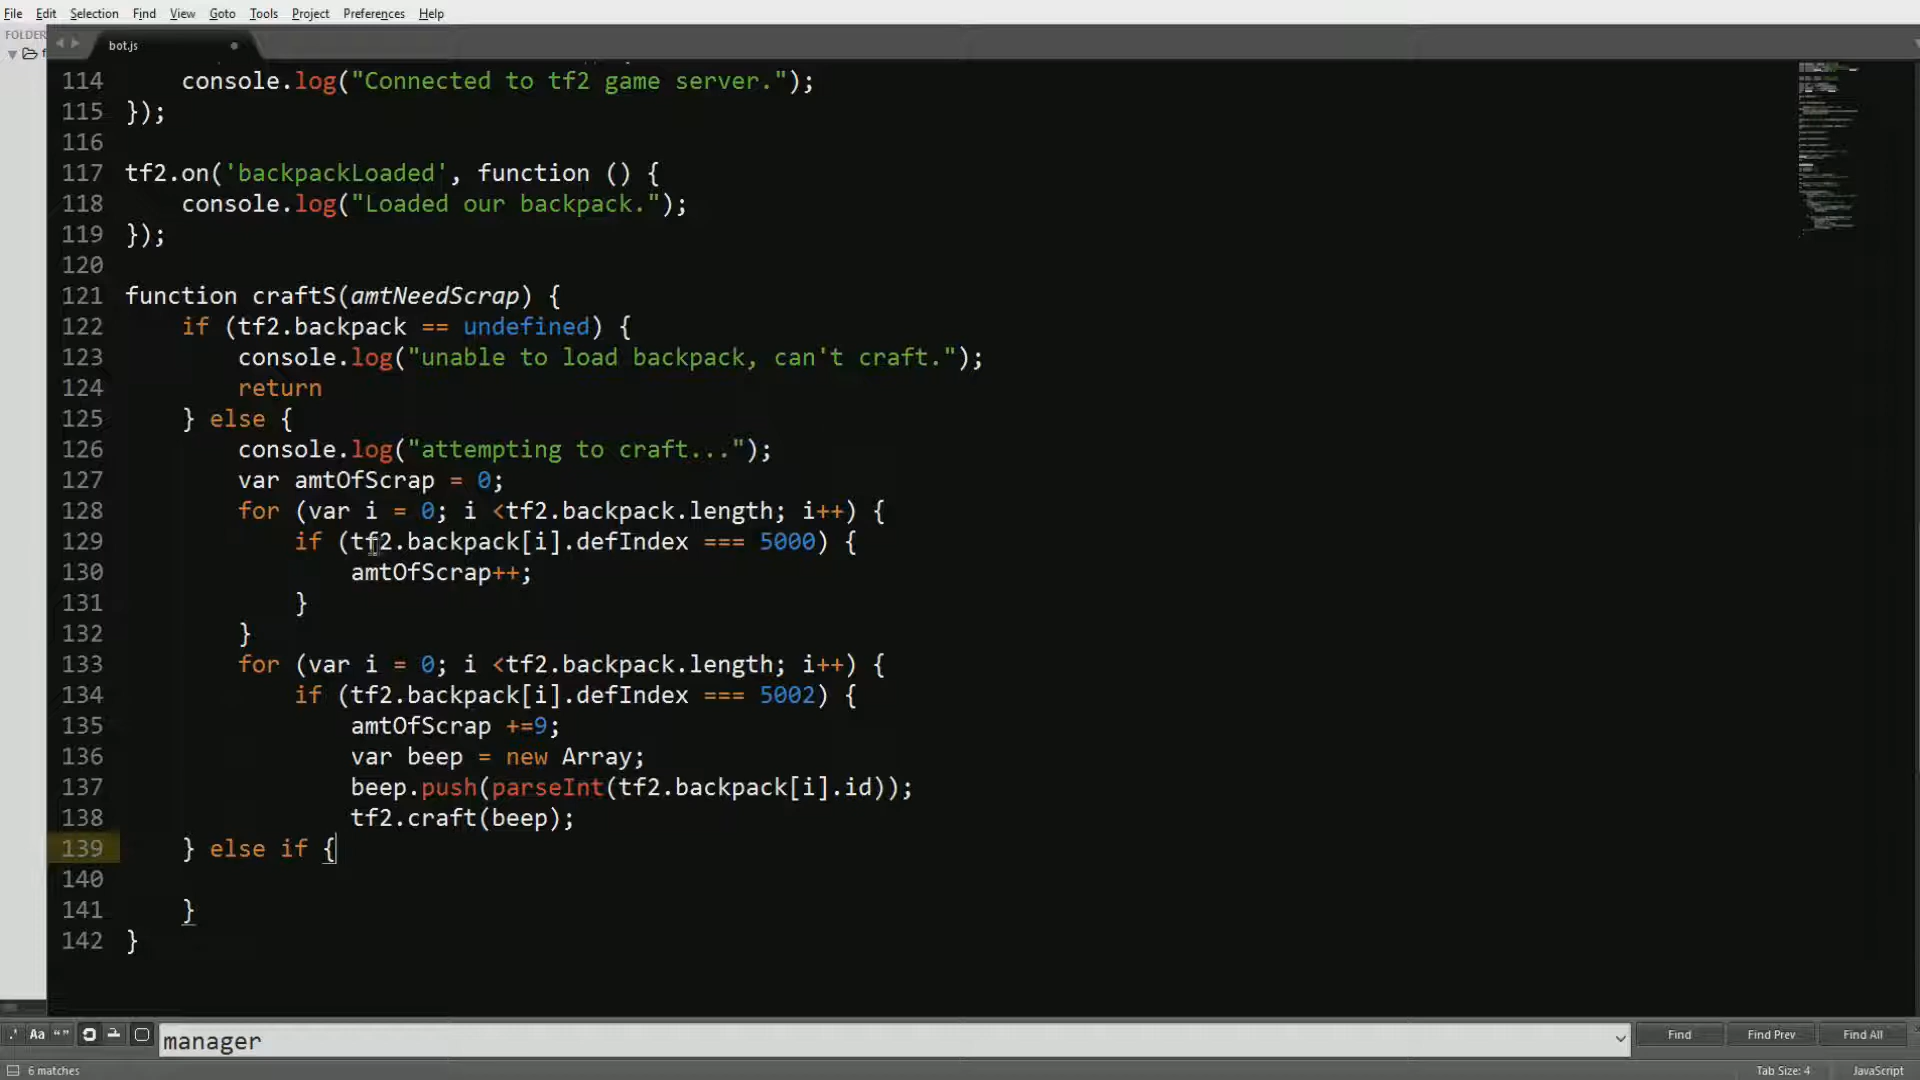 File Edit Selection Find View Goto Tools Project Preferences Help
FOLDER
bot.js
114 console.log("Connected to tf2 game server.");
115 });
116
117 tf2.on('backpackLoaded', function () {
118 console.log("Loaded our backpack.");
119 });
120
121 function craftS(amtNeedScrap) {
122 if (tf2.backpack == undefined) {
123 console.log("unable to load backpack, can't craft.");
124 return
125 } else {
126 console.log("attempting to craft...");
127 var amtOfScrap = 0;
128 for (var i = 0; i <tf2.backpack.length; i++) {
129 if (tf2.backpack[i].defIndex === 5000) {
130 amtOfScrap++;
131 }
132 }
133 for (var i = 0; i <tf2.backpack.length; i++) {
134 if (tf2.backpack[i].defIndex === 5002) {
135 amtOfScrap +=9;
136 var beep = new Array;
137 beep.push(parseInt(tf2.backpack[i].id));
138 tf2.craft(beep);
139 } else if {
140
141 }
142 }
.* Aa “” manager Find Find Prev Find All
6 matches Tab Size: 4 JavaScript